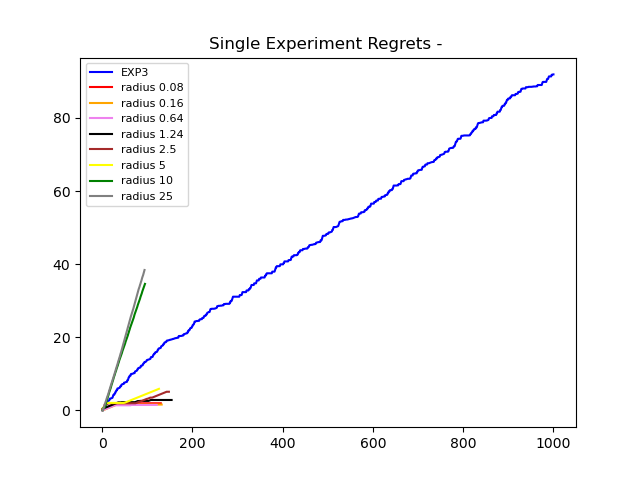 Single Experiment Regrets -
EXP3
radius 0.08
radius 0.16
radius 0.64
radius 1.24
radius 2.5
radius 5
radius 10
radius 25
80
60
40
20
0
0 200 400 600 800 1000